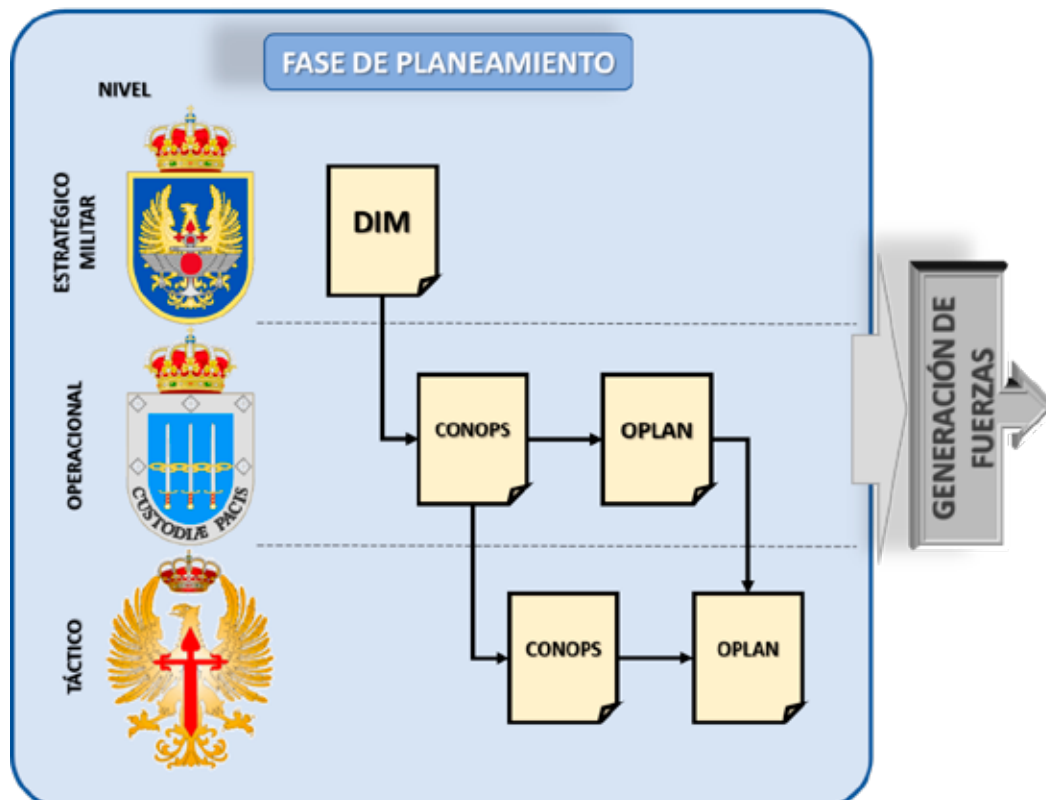 FASE DE PLANEAMIENTO
NIVEL
ESTRATÉGICO
MILITAR
DIM
OPERACIONAL
CONOPS
OPLAN
CUSTODIÆ PACIS
TÁCTICO
CONOPS
OPLAN
GENERACIÓN DE
FUERZAS